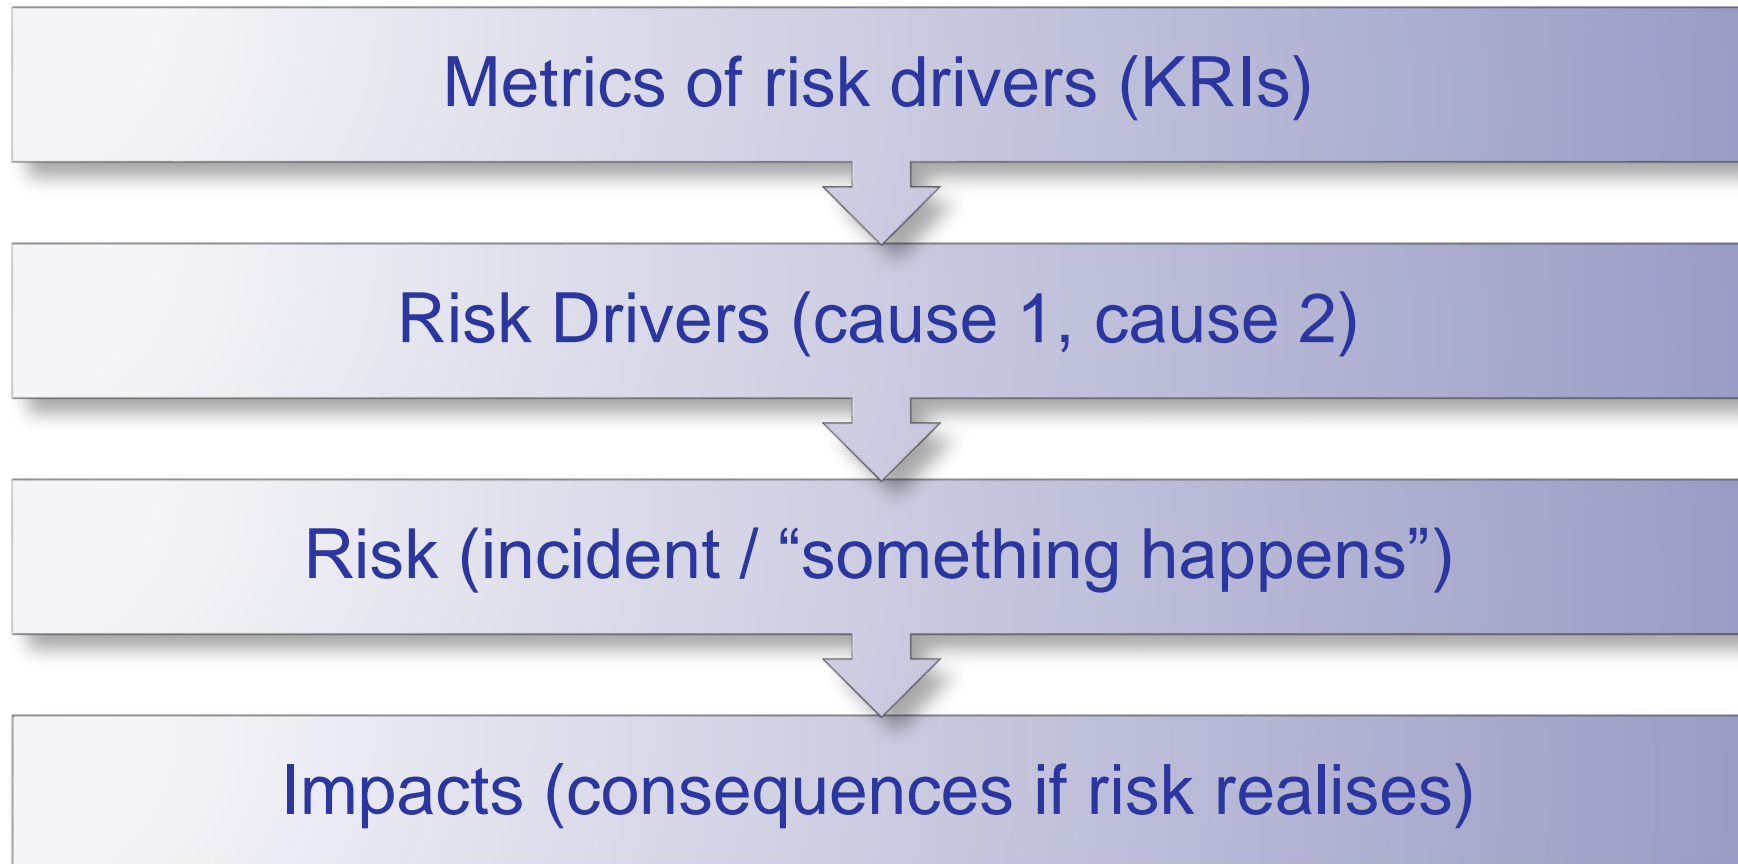 Metrics of risk drivers (KRIs)
Risk Drivers (cause 1, cause 2)
Risk (incident / “something happens”)
Impacts (consequences if risk realises)